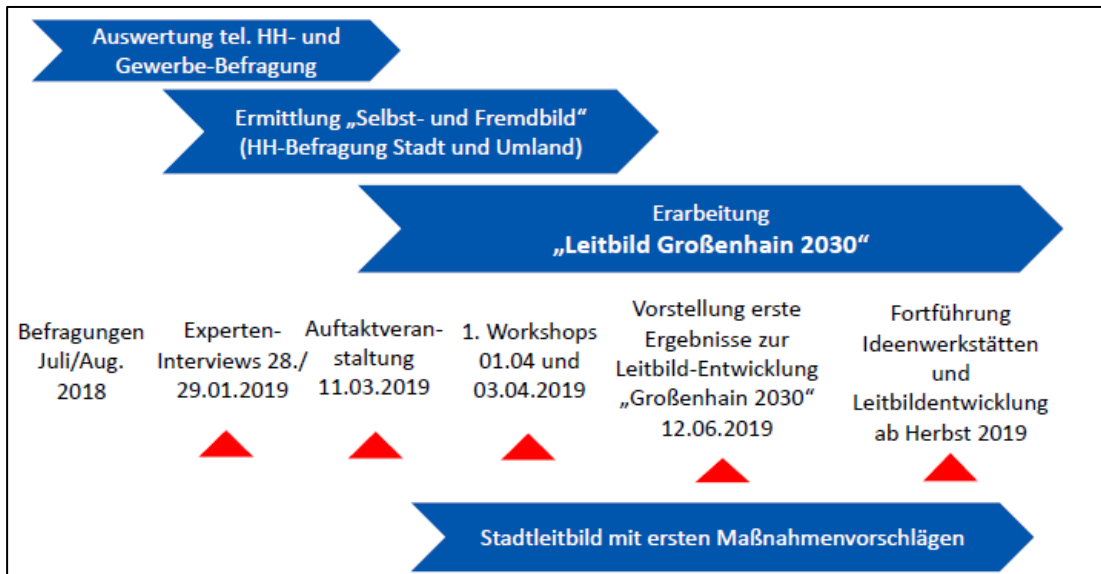 Auswertung tel. HH- und
Gewerbe-Befragung
Ermittlung „Selbst- und Fremdbild“
(HH-Befragung Stadt und Umland)
Erarbeitung
„Leitbild Großenhain 2030“
Befragungen
Juli/Aug.
2018
Experten-
Interviews 28./
29.01.2019
Auftaktveran-
staltung
11.03.2019
1. Workshops
01.04 und
03.04.2019
Vorstellung erste
Ergebnisse zur
Leitbild-Entwicklung
„Großenhain 2030“
12.06.2019
Fortführung
Ideenwerkstätten
und
Leitbildentwicklung
ab Herbst 2019
Stadtleitbild mit ersten Maßnahmenvorschlägen